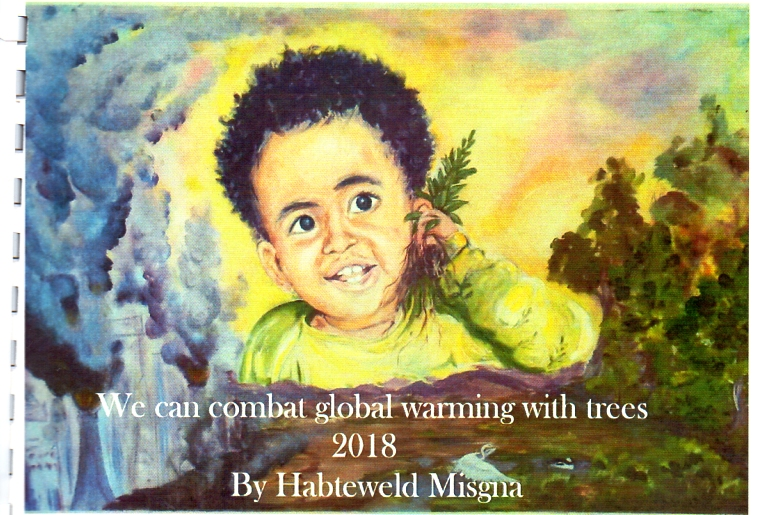 We can combat global warming with trees
2018
By Habteweld Misgna